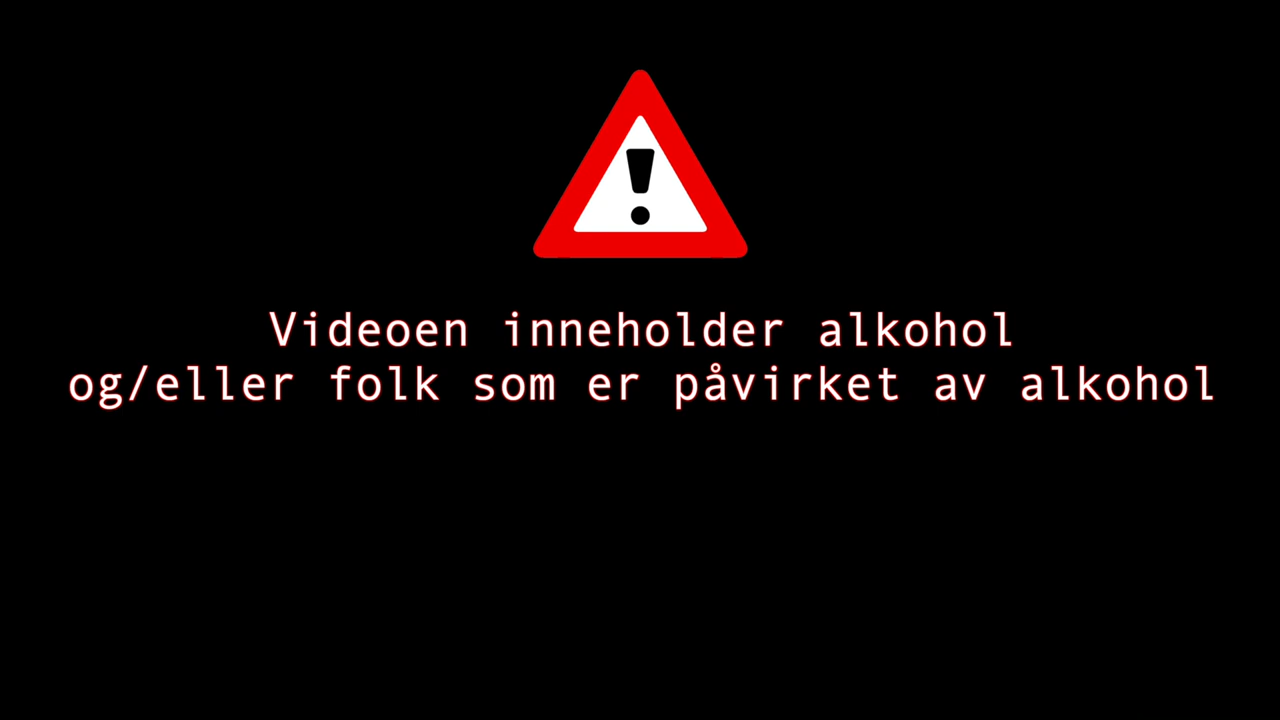 Videoen inneholder alkohol
og/eller folk som er påvirket av alkohol